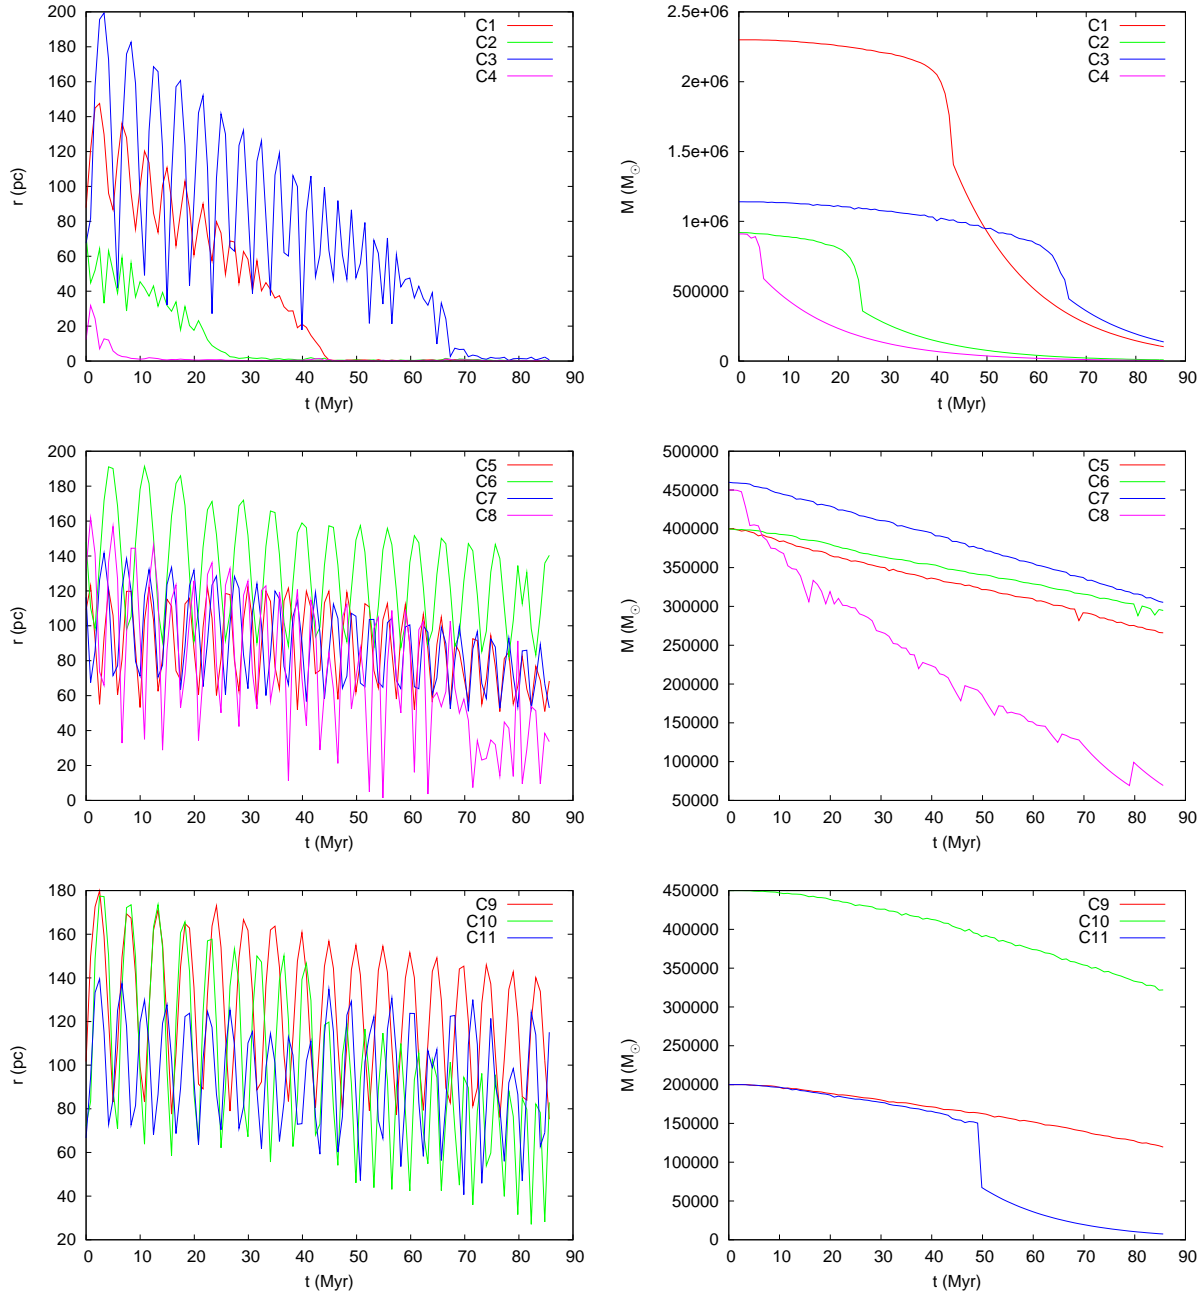 200
180
160
140
120
100
80
60
40
20
0
0 10 20 30 40 50 60 70 80 90
r (pc)
t (Myr)
C1
C2
C3
C4
2.5e+06
2e+06
1.5e+06
1e+06
500000
0
0 10 20 30 40 50 60 70 80 90
M (M☉)
t (Myr)
C1
C2
C3
C4
200
180
160
140
120
100
80
60
40
20
0
0 10 20 30 40 50 60 70 80 90
r (pc)
t (Myr)
C5
C6
C7
C8
500000
450000
400000
350000
300000
250000
200000
150000
100000
50000
0 10 20 30 40 50 60 70 80 90
M (M☉)
t (Myr)
C5
C6
C7
C8
180
160
140
120
100
80
60
40
20
0 10 20 30 40 50 60 70 80 90
r (pc)
t (Myr)
C9
C10
C11
450000
400000
350000
300000
250000
200000
150000
100000
50000
0
0 10 20 30 40 50 60 70 80 90
M (M☉)
t (Myr)
C9
C10
C11